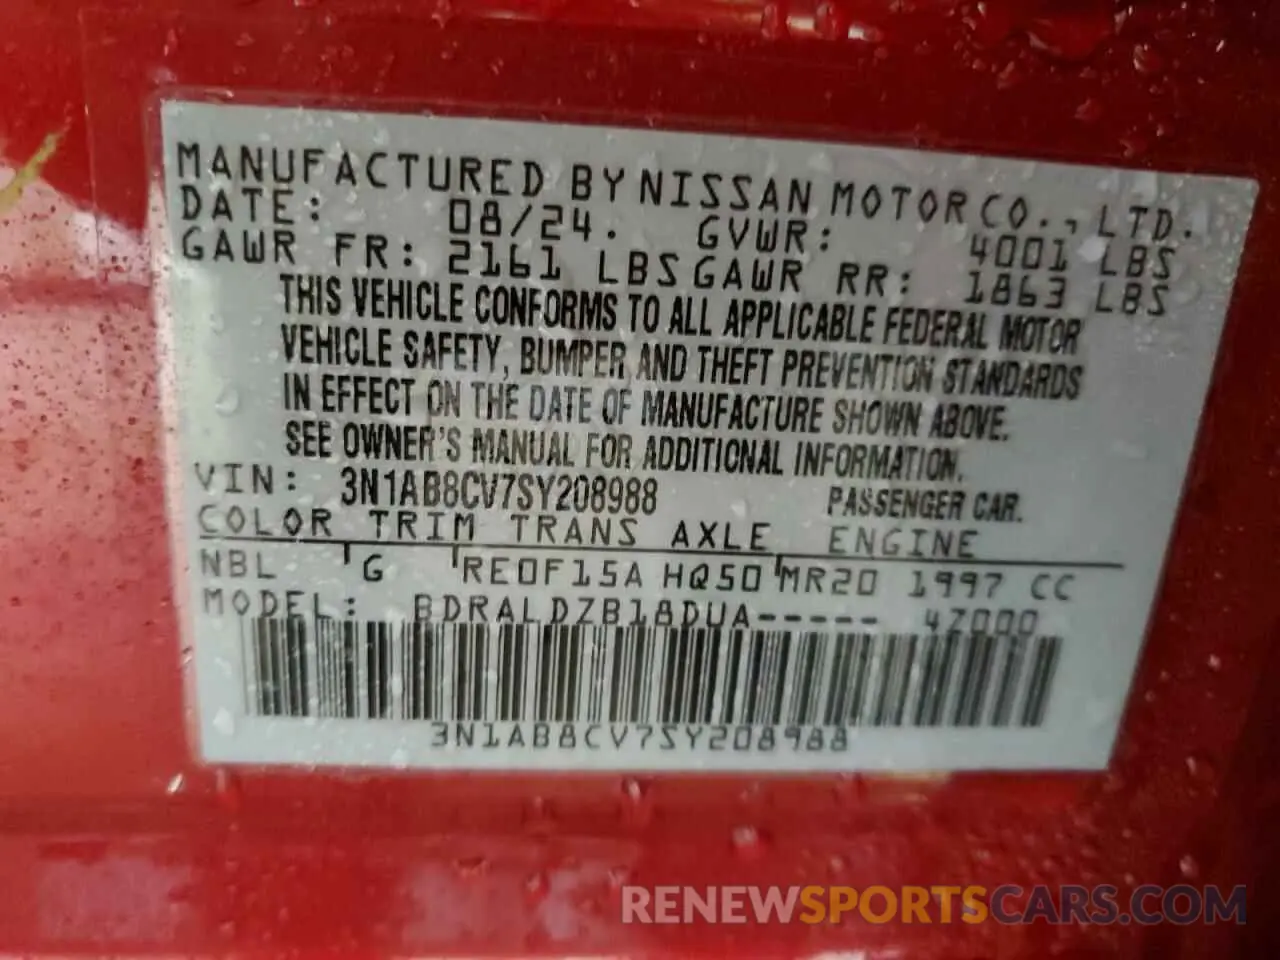 MANUFACTURED BY NISSAN MOTOR CO., LTD.
DATE: 08/24. GVWR: 4001 LBS
GAWR FR: 2161 LBS GAWR RR: 1863 LBS
THIS VEHICLE CONFORMS TO ALL APPLICABLE FEDERAL MOTOR
VEHICLE SAFETY, BUMPER, AND THEFT PREVENTION STANDARDS
IN EFFECT ON THE DATE OF MANUFACTURE SHOWN ABOVE.
SEE OWNER'S MANUAL FOR ADDITIONAL INFORMATION.
VIN: 3N1AB8CV7SY208988 PASSENGER CAR.
COLOR TRIM TRANS AXLE ENGINE
NBL G RE0F15A HQ50 MR20 1997 CC
MODEL: BDRALDZB18DUA----- 4Z000
3N1AB8CV7SY208988
RENEWSPORTSCARS.COM